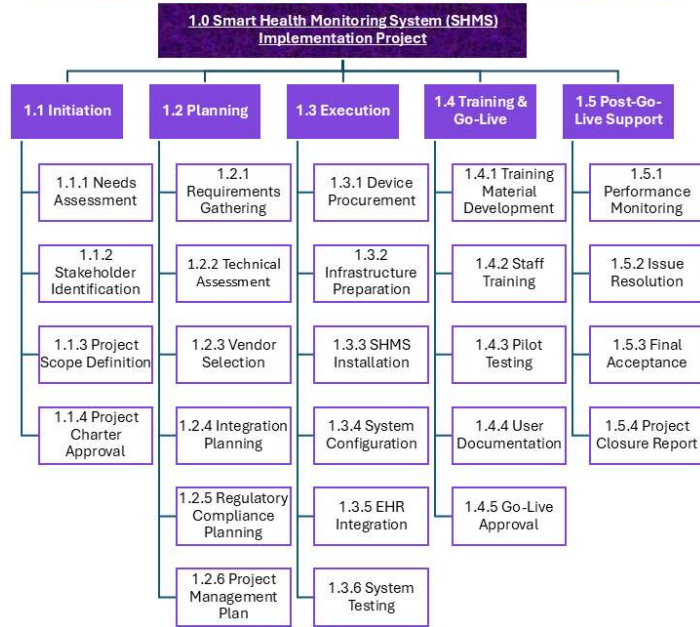 1.0 Smart Health Monitoring System (SHMS)
Implementation Project
1.1 Initiation
1.1.1 Needs
Assessment
1.1.2
Stakeholder
Identification
1.1.3 Project
Scope Definition
1.1.4 Project
Charter
Approval
1.2 Planning
1.2.1
Requirements
Gathering
1.2.2 Technical
Assessment
1.2.3 Vendor
Selection
1.2.4 Integration
Planning
1.2.5 Regulatory
Compliance
Planning
1.2.6 Project
Management
Plan
1.3 Execution
1.3.1 Device
Procurement
1.3.2
Infrastructure
Preparation
1.3.3 SHMS
Installation
1.3.4 System
Configuration
1.3.5 EHR
Integration
1.3.6 System
Testing
1.4 Training &
Go-Live
1.4.1 Training
Material
Development
1.4.2 Staff
Training
1.4.3 Pilot
Testing
1.4.4 User
Documentation
1.4.5 Go-Live
Approval
1.5 Post-Go-
Live Support
1.5.1
Performance
Monitoring
1.5.2 Issue
Resolution
1.5.3 Final
Acceptance
1.5.4 Project
Closure Report